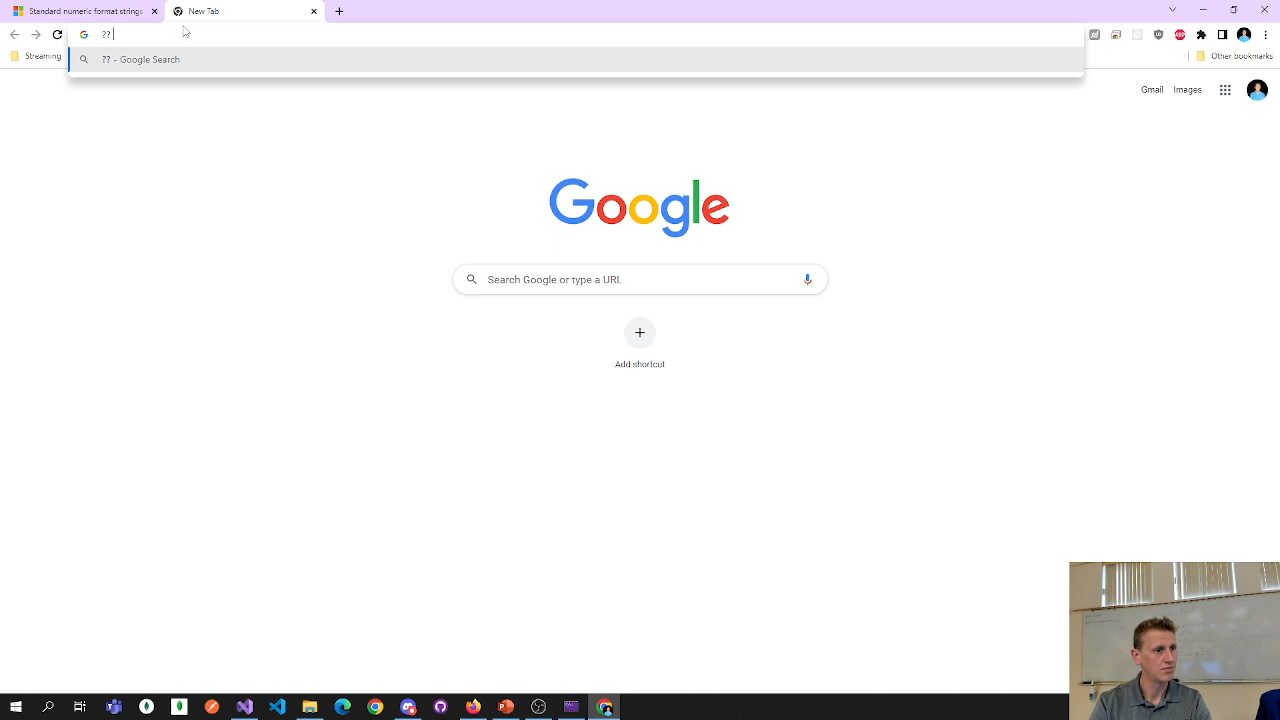 Standard numeric format strings
New Tab
??
Streaming
Other bookmarks
?? - Google Search
Gmail
Images
Google
Search Google or type a URL
Add shortcut